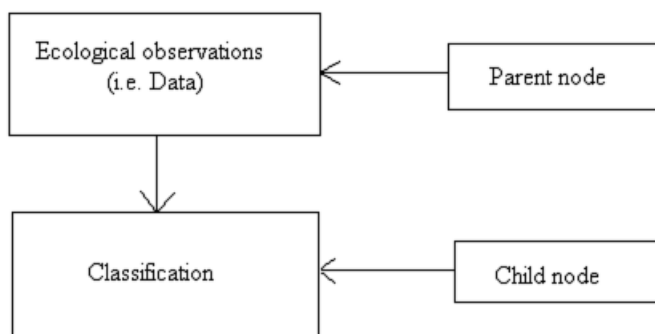 Ecological observations
(i.e. Data)
Parent node
Classification
Child node